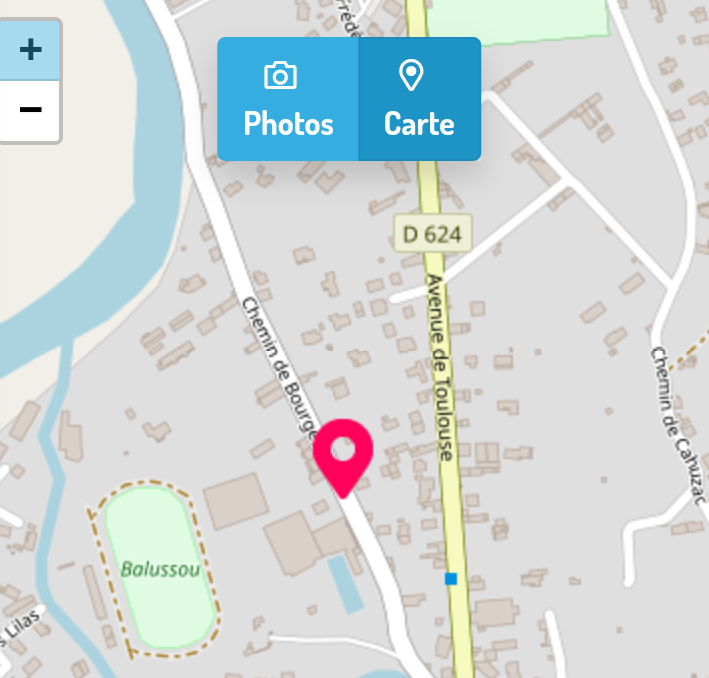 +
−
Photos
Carte
D 624
Avenue de Toulouse
Chemin de Bourge
Chemin de Cahuzac
Balussou
Lilas